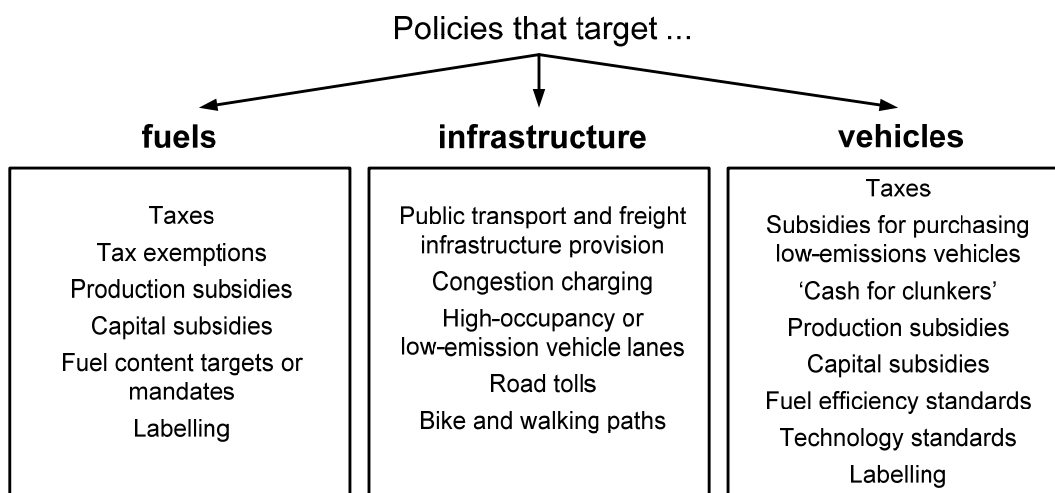 Policies that target ...
fuels
infrastructure
vehicles
Taxes
Tax exemptions
Production subsidies
Capital subsidies
Fuel content targets or
mandates
Labelling
Public transport and freight
infrastructure provision
Congestion charging
High-occupancy or
low-emission vehicle lanes
Road tolls
Bike and walking paths
Taxes
Subsidies for purchasing
low-emissions vehicles
‘Cash for clunkers’
Production subsidies
Capital subsidies
Fuel efficiency standards
Technology standards
Labelling